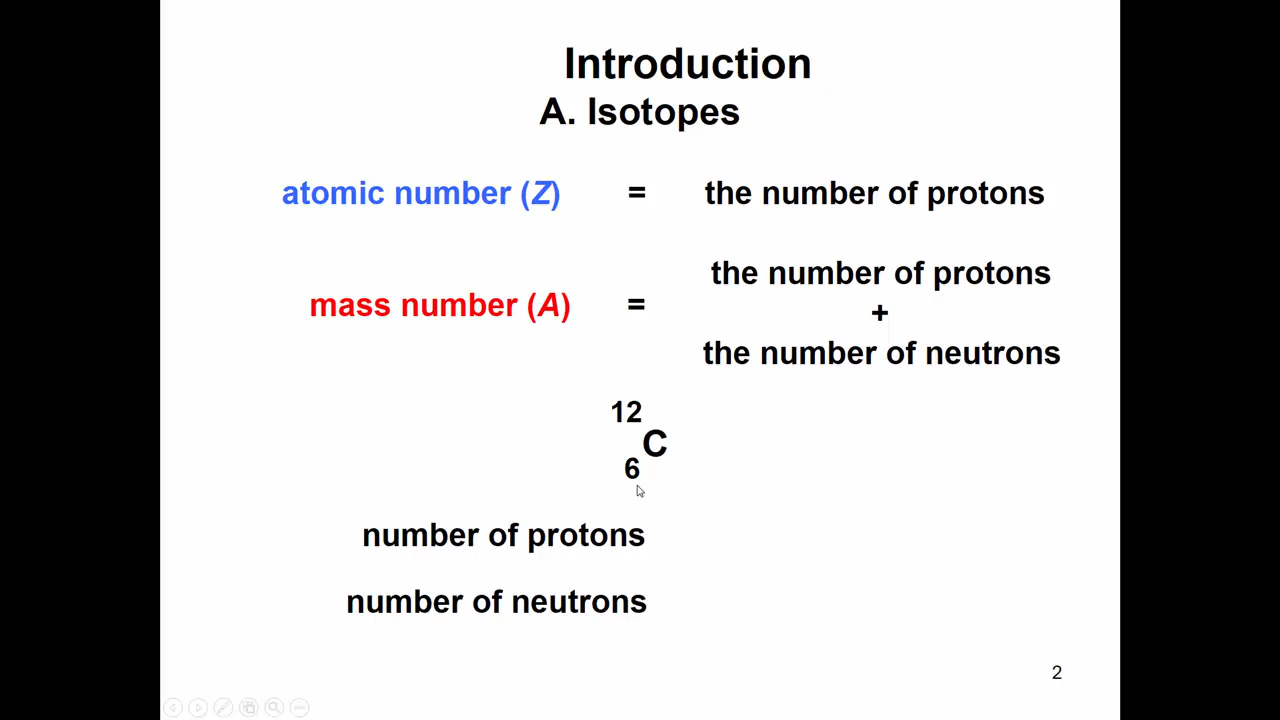 Introduction
A. Isotopes
atomic number (Z) = the number of protons
the number of protons
mass number (A) = +
the number of neutrons
12
C
6
number of protons
number of neutrons
2